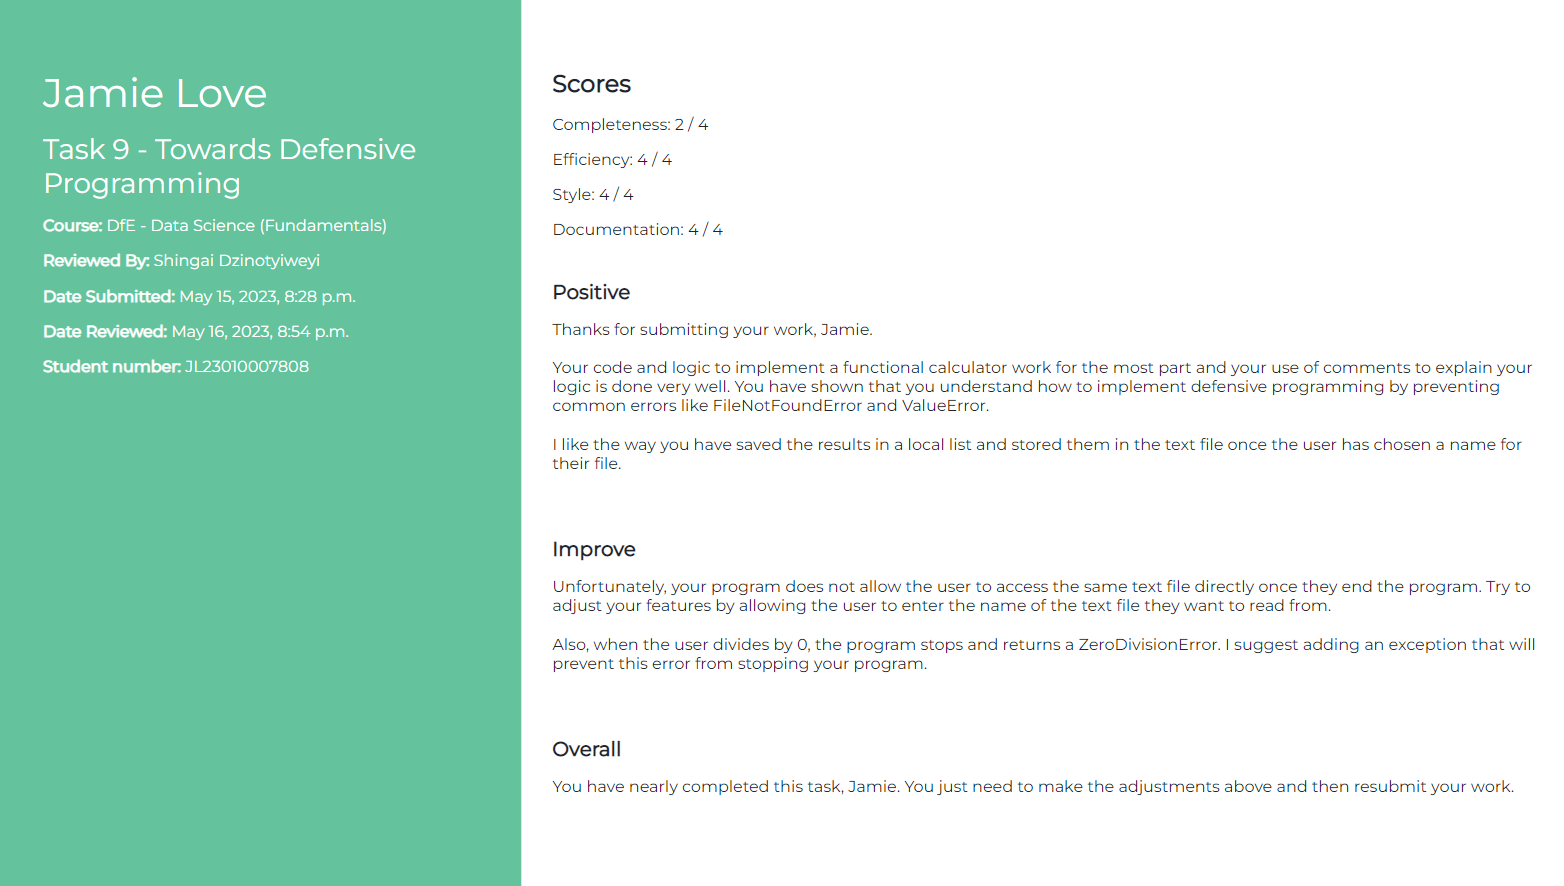 Jamie Love
Task 9 - Towards Defensive
Programming
Course: DfE - Data Science (Fundamentals)
Reviewed By: Shingai Dzinotyiweyi
Date Submitted: May 15, 2023, 8:28 p.m.
Date Reviewed: May 16, 2023, 8:54 p.m.
Student number: JL23010007808
Scores
Completeness: 2 / 4
Efficiency: 4 / 4
Style: 4 / 4
Documentation: 4 / 4
Positive
Thanks for submitting your work, Jamie.
Your code and logic to implement a functional calculator work for the most part and your use of comments to explain your
logic is done very well. You have shown that you understand how to implement defensive programming by preventing
common errors like FileNotFoundError and ValueError.
I like the way you have saved the results in a local list and stored them in the text file once the user has chosen a name for
their file.
Improve
Unfortunately, your program does not allow the user to access the same text file directly once they end the program. Try to
adjust your features by allowing the user to enter the name of the text file they want to read from.
Also, when the user divides by 0, the program stops and returns a ZeroDivisionError. I suggest adding an exception that will
prevent this error from stopping your program.
Overall
You have nearly completed this task, Jamie. You just need to make the adjustments above and then resubmit your work.